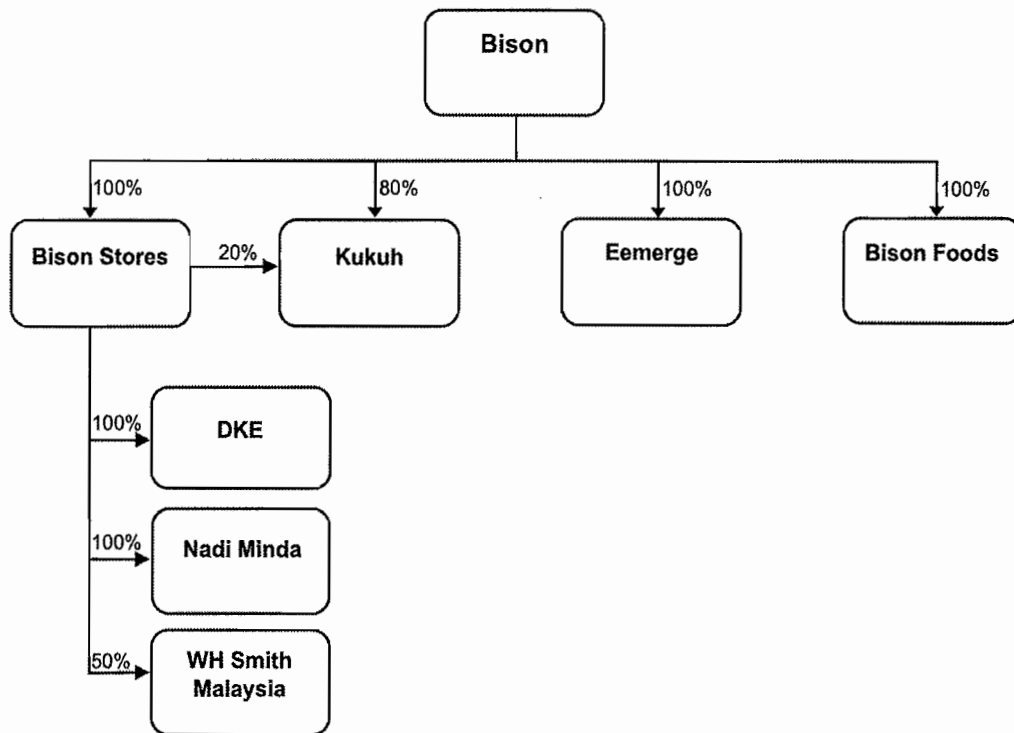 Bison
100%
80%
100%
100%
Bison Stores
20%
Kukuh
Eemerge
Bison Foods
100%
DKE
100%
Nadi Minda
50%
WH Smith
Malaysia